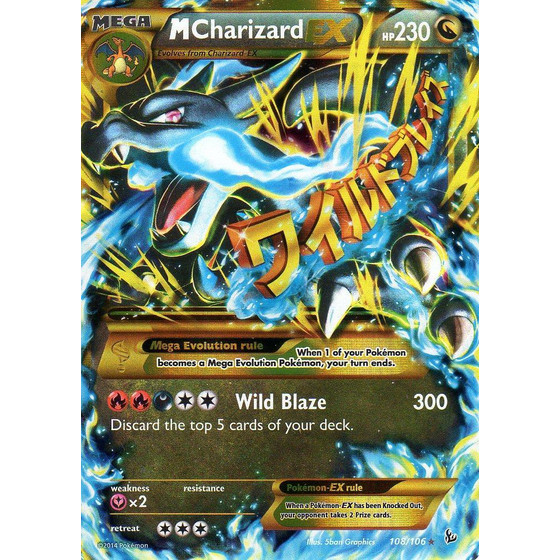 MEGA
M Charizard EX HP230
Evolves from Charizard-EX
ワイルドブレイズ
Mega Evolution rule
When 1 of your Pokémon
becomes a Mega Evolution Pokémon, your turn ends.
Wild Blaze 300
Discard the top 5 cards of your deck.
weakness resistance
×2
retreat
Pokémon-EX rule
When a Pokémon-EX has been Knocked Out,
your opponent takes 2 Prize cards.
©2014 Pokémon
Illus. 5ban Graphics 108/106